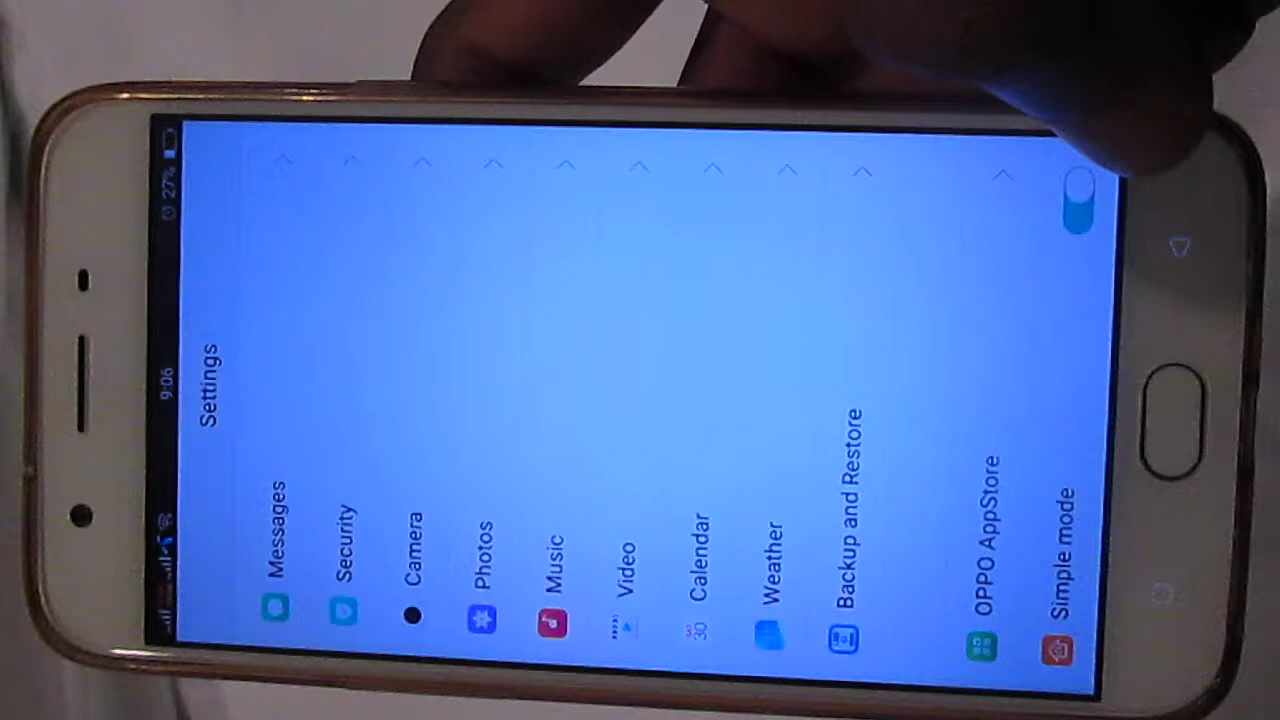 9:06
27%
Settings
Messages
Security
Camera
Photos
Music
Video
Calendar
30
Weather
Backup and Restore
OPPO AppStore
Simple mode